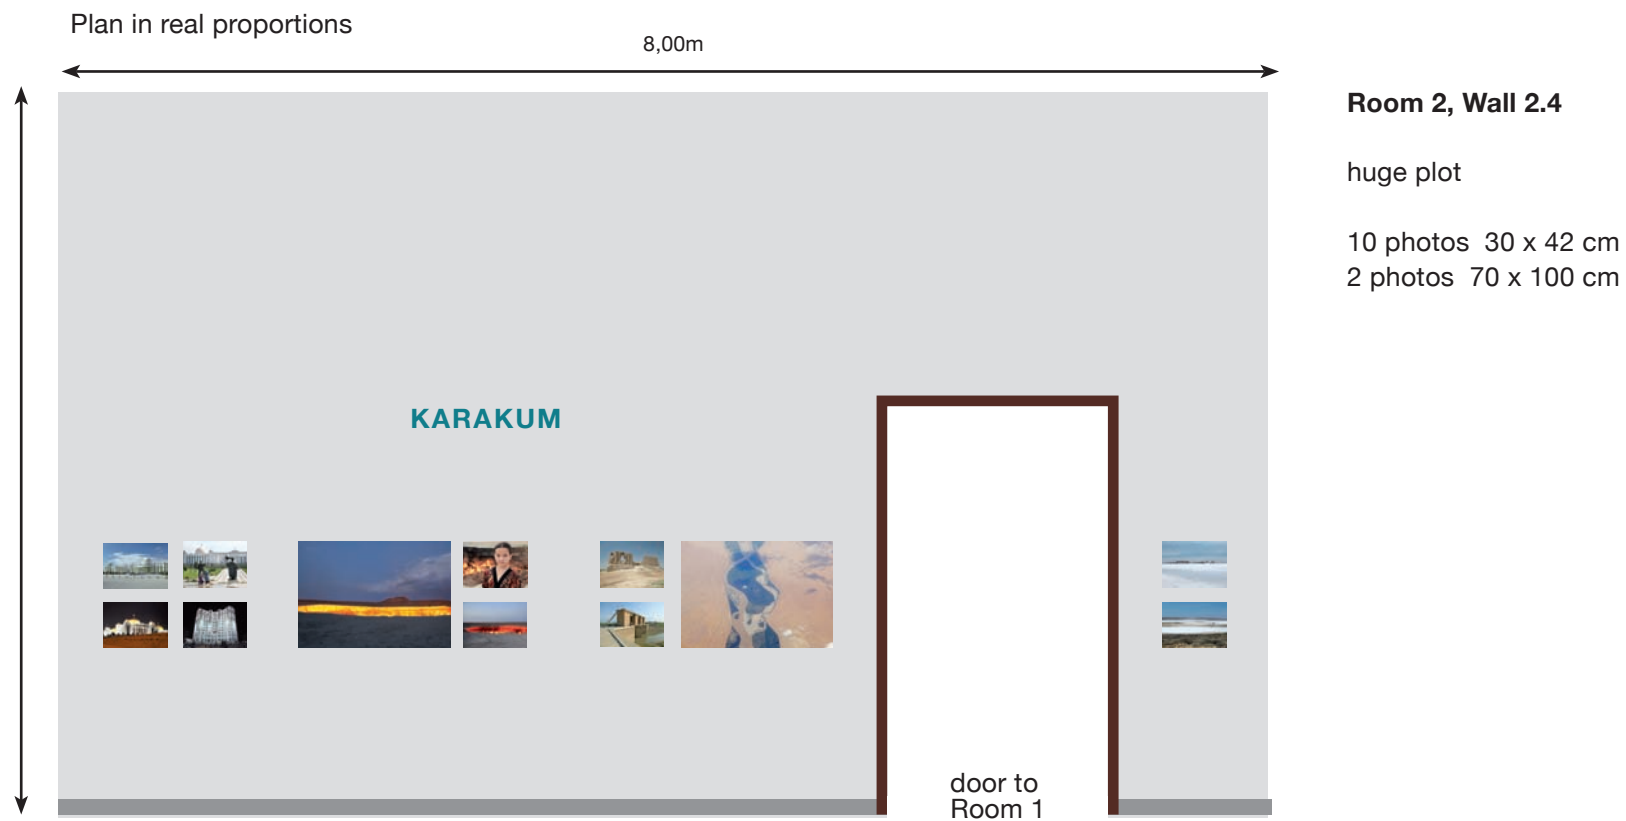 Plan in real proportions
8,00m
Room 2, Wall 2.4
huge plot
10 photos 30 x 42 cm
2 photos 70 x 100 cm
KARAKUM
door to
Room 1